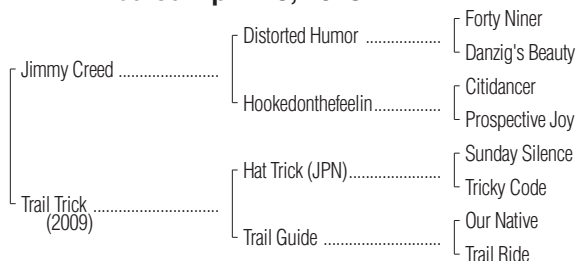 Forty Niner
Distorted Humor ..................
Danzig's Beauty
Jimmy Creed ........................
Citidancer
Hookedonthefeelin................
Prospective Joy
Sunday Silence
Hat Trick (JPN)......................
Tricky Code
Trail Trick ..............................
(2009)
Our Native
Trail Guide .............................
Trail Ride